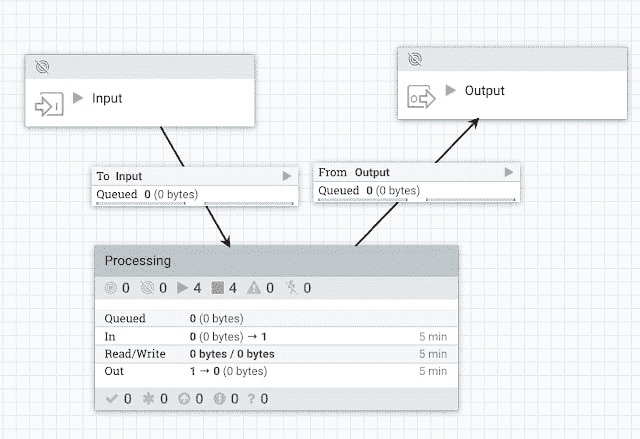 Input
Output
To Input
Queued 0 (0 bytes)
From Output
Queued 0 (0 bytes)
Processing
0 0 4 4 0 0
Queued 0 (0 bytes)
In 0 (0 bytes) → 1 5 min
Read/Write 0 bytes / 0 bytes 5 min
Out 1 → 0 (0 bytes) 5 min
0 0 0 0 ? 0